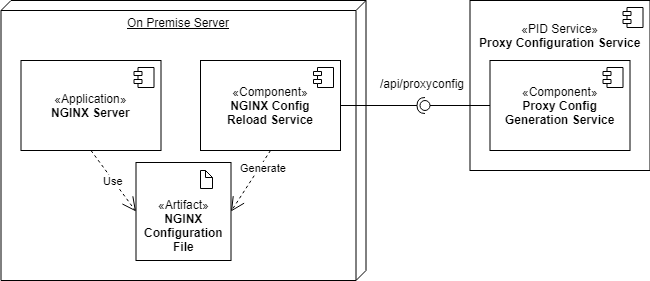 On Premise Server
«Application»
NGINX Server
«Component»
NGINX Config
Reload Service
Use
Generate
«Artifact»
NGINX
Configuration
File
/api/proxyconfig
«PID Service»
Proxy Configuration Service
«Component»
Proxy Config
Generation Service